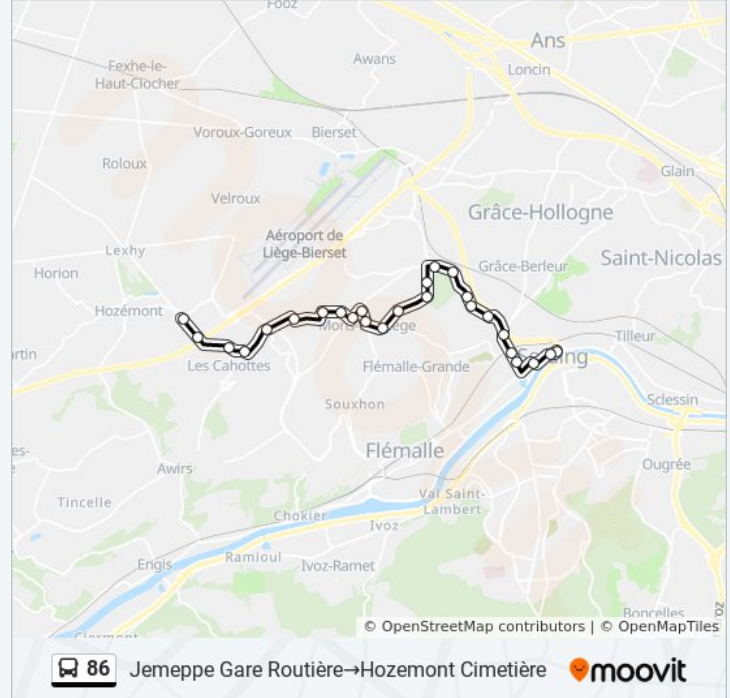 Fooz
Ans
Awans
Loncin
Fexhe-le-
Haut-Clocher
Voroux-Goreux
Bierset
Roloux
Glain
Velroux
Grâce-Hollogne
Aéroport de
Liège-Bierset
Lexhy
Saint-Nicolas
Grâce-Berleur
Horion
Hozémont
Tilleur
Les Cahottes
Flémalle-Grande
Souxhon
Sclessin
Flémalle
Ougrée
Awirs
Val Saint-
Lambert
Tincelle
Chokier
Ivoz
Engis
Ramioul
Ivoz-Ramet
Boncelles
© OpenStreetMap contributors | © OpenMapTiles
86 Jemeppe Gare Routière→Hozemont Cimetière moovit